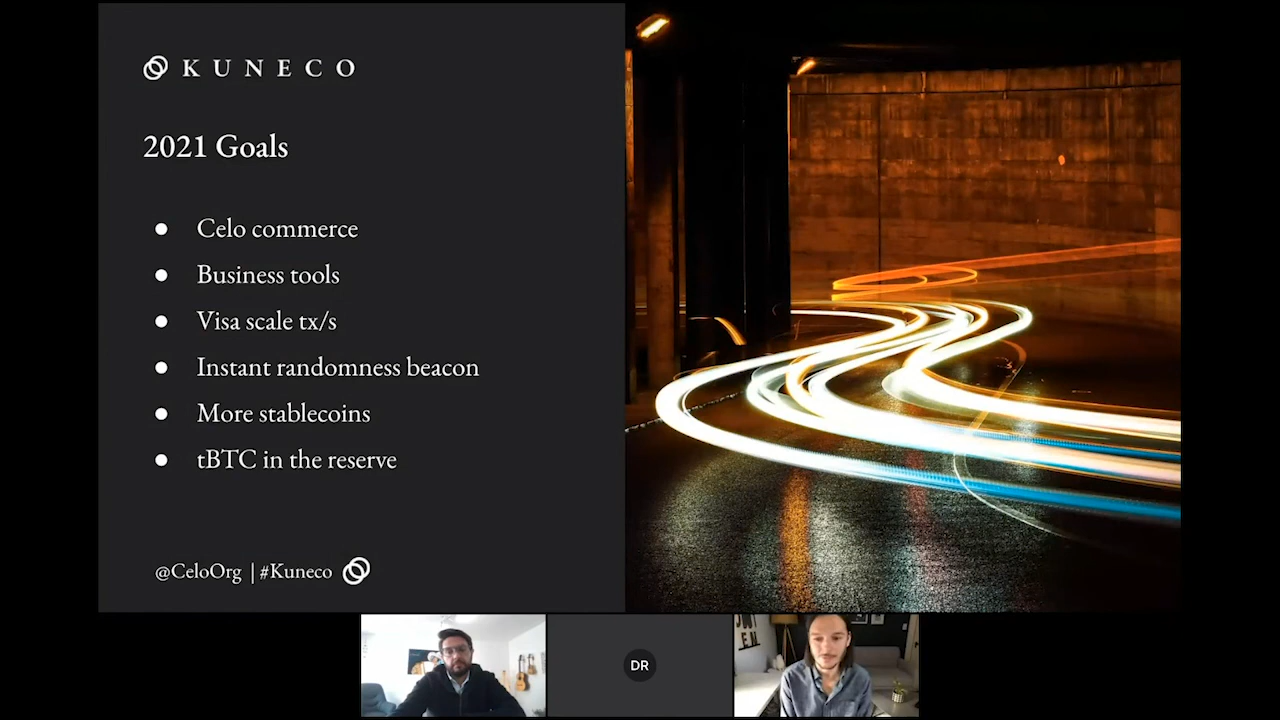 KUNECO
2021 Goals
Celo commerce
Business tools
Visa scale tx/s
Instant randomness beacon
More stablecoins
tBTC in the reserve
@CeloOrg | #Kuneco
DR